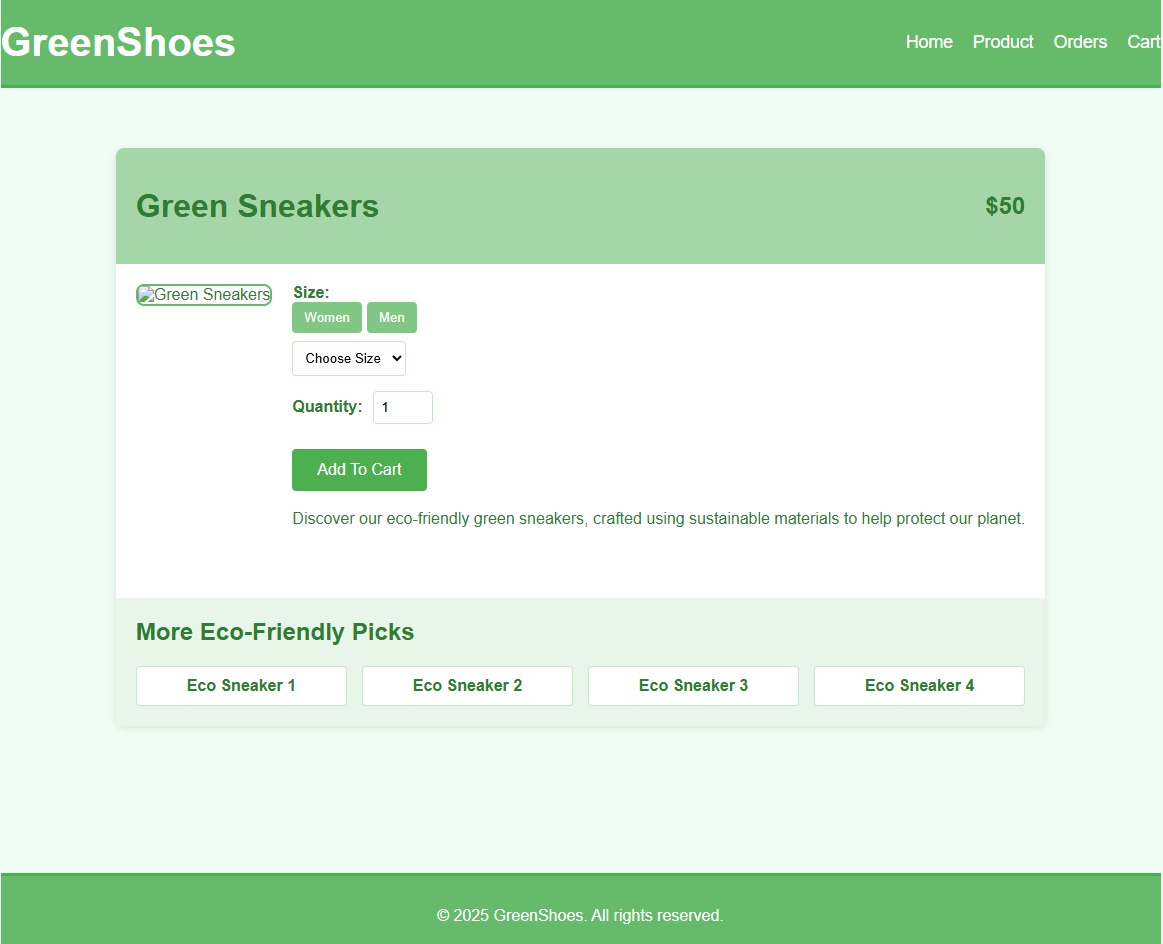 GreenShoes
Home Product Orders Cart
Green Sneakers
$50
Green Sneakers
Size:
Women Men
Choose Size
Quantity: 1
Add To Cart
Discover our eco-friendly green sneakers, crafted using sustainable materials to help protect our planet.
More Eco-Friendly Picks
Eco Sneaker 1 Eco Sneaker 2 Eco Sneaker 3 Eco Sneaker 4
© 2025 GreenShoes. All rights reserved.